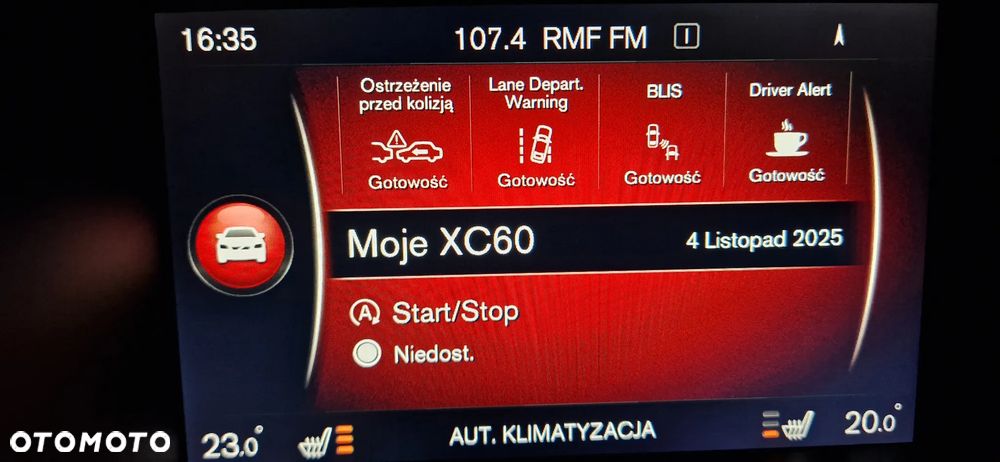 16:35 107.4 RMF FM I
Ostrzeżenie
przed kolizją
Gotowość
Lane Depart.
Warning
Gotowość
BLIS
Gotowość
Driver Alert
Gotowość
Moje XC60 4 Listopad 2025
A Start/Stop
Niedost.
23.0° AUT. KLIMATYZACJA 20.0°
OTOMOTO